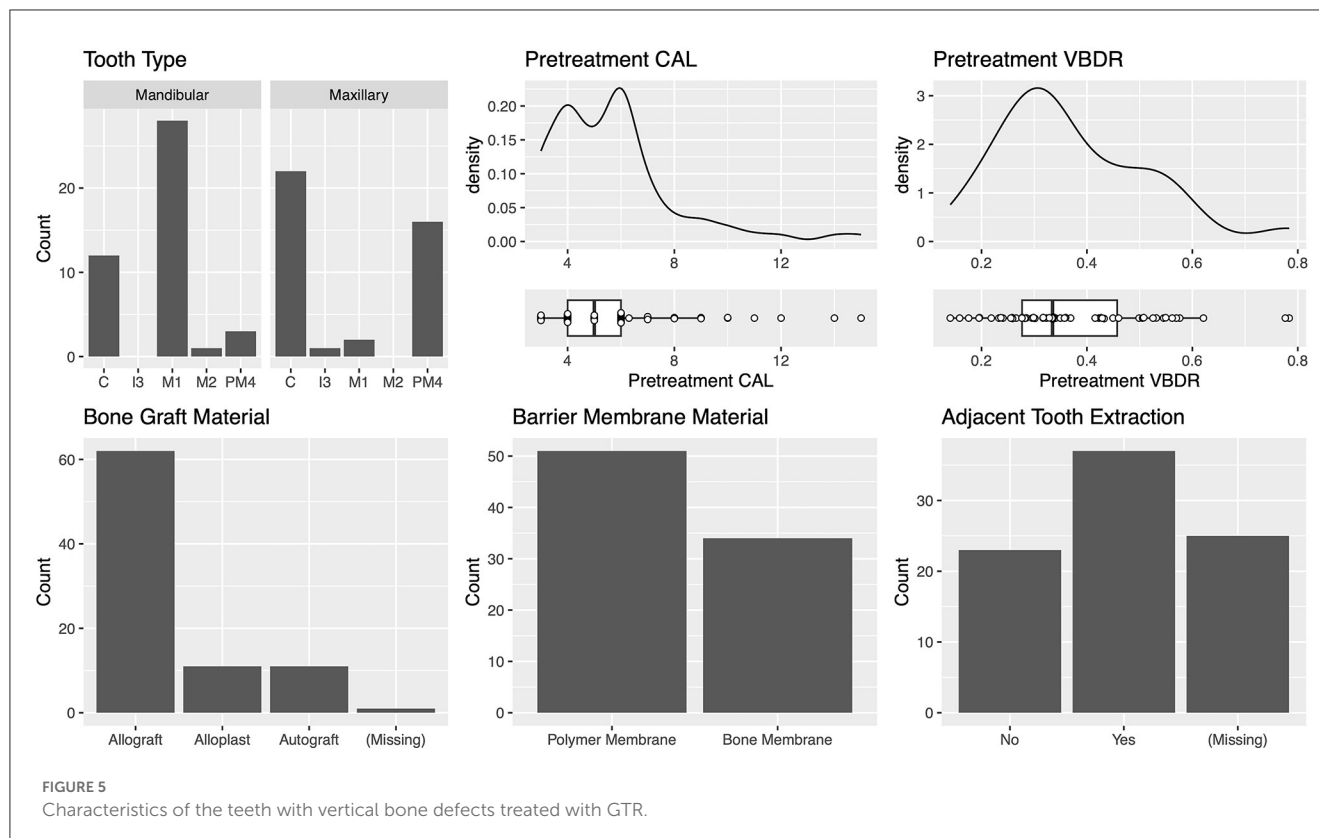 Tooth Type
Mandibular Maxillary
Count
20
10
0
C I3 M1 M2 PM4 C I3 M1 M2 PM4
Pretreatment CAL
density
0.20
0.15
0.10
0.05
0.00
4 8 12
4 8 12
Pretreatment CAL
Pretreatment VBDR
density
3
2
1
0
0.2 0.4 0.6 0.8
0.2 0.4 0.6 0.8
Pretreatment VBDR
Bone Graft Material
Count
60
40
20
0
Allograft Alloplast Autograft (Missing)
Barrier Membrane Material
Count
50
40
30
20
10
0
Polymer Membrane Bone Membrane
Adjacent Tooth Extraction
Count
30
20
10
0
No Yes (Missing)
FIGURE 5
Characteristics of the teeth with vertical bone defects treated with GTR.